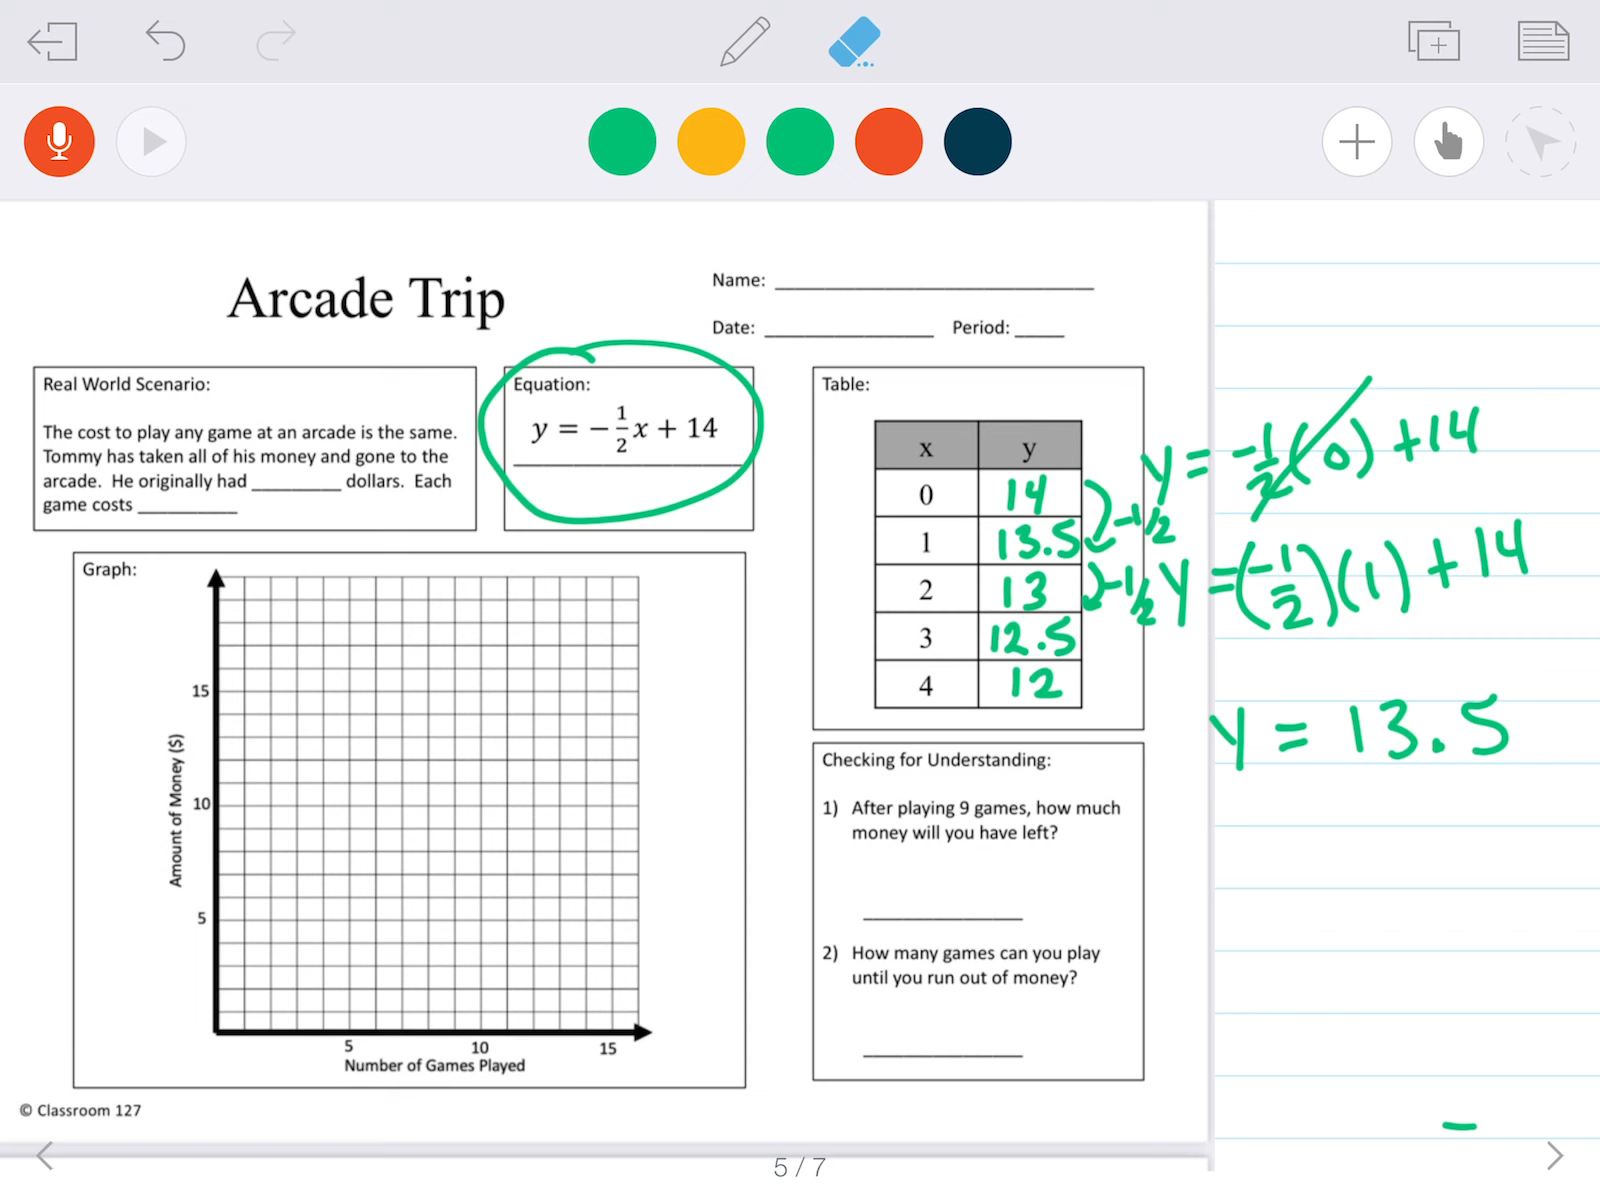 Arcade Trip
Name: ____________________
Date: ____________ Period: _____
Real World Scenario:
The cost to play any game at an arcade is the same.
Tommy has taken all of his money and gone to the
arcade. He originally had _________ dollars. Each
game costs __________
Equation:
y = −1/2x + 14
Table:
x y
0 14
1 13.5
2 13
3 12.5
4 12
-1/2
-1/2
y = -1/2(0) +14
y =(-1/2)(1) + 14
y = 13.5
Graph:
Amount of Money ($)
15
10
5
5 10 15
Number of Games Played
Checking for Understanding:
1) After playing 9 games, how much
money will you have left?
2) How many games can you play
until you run out of money?
© Classroom 127
5 / 7